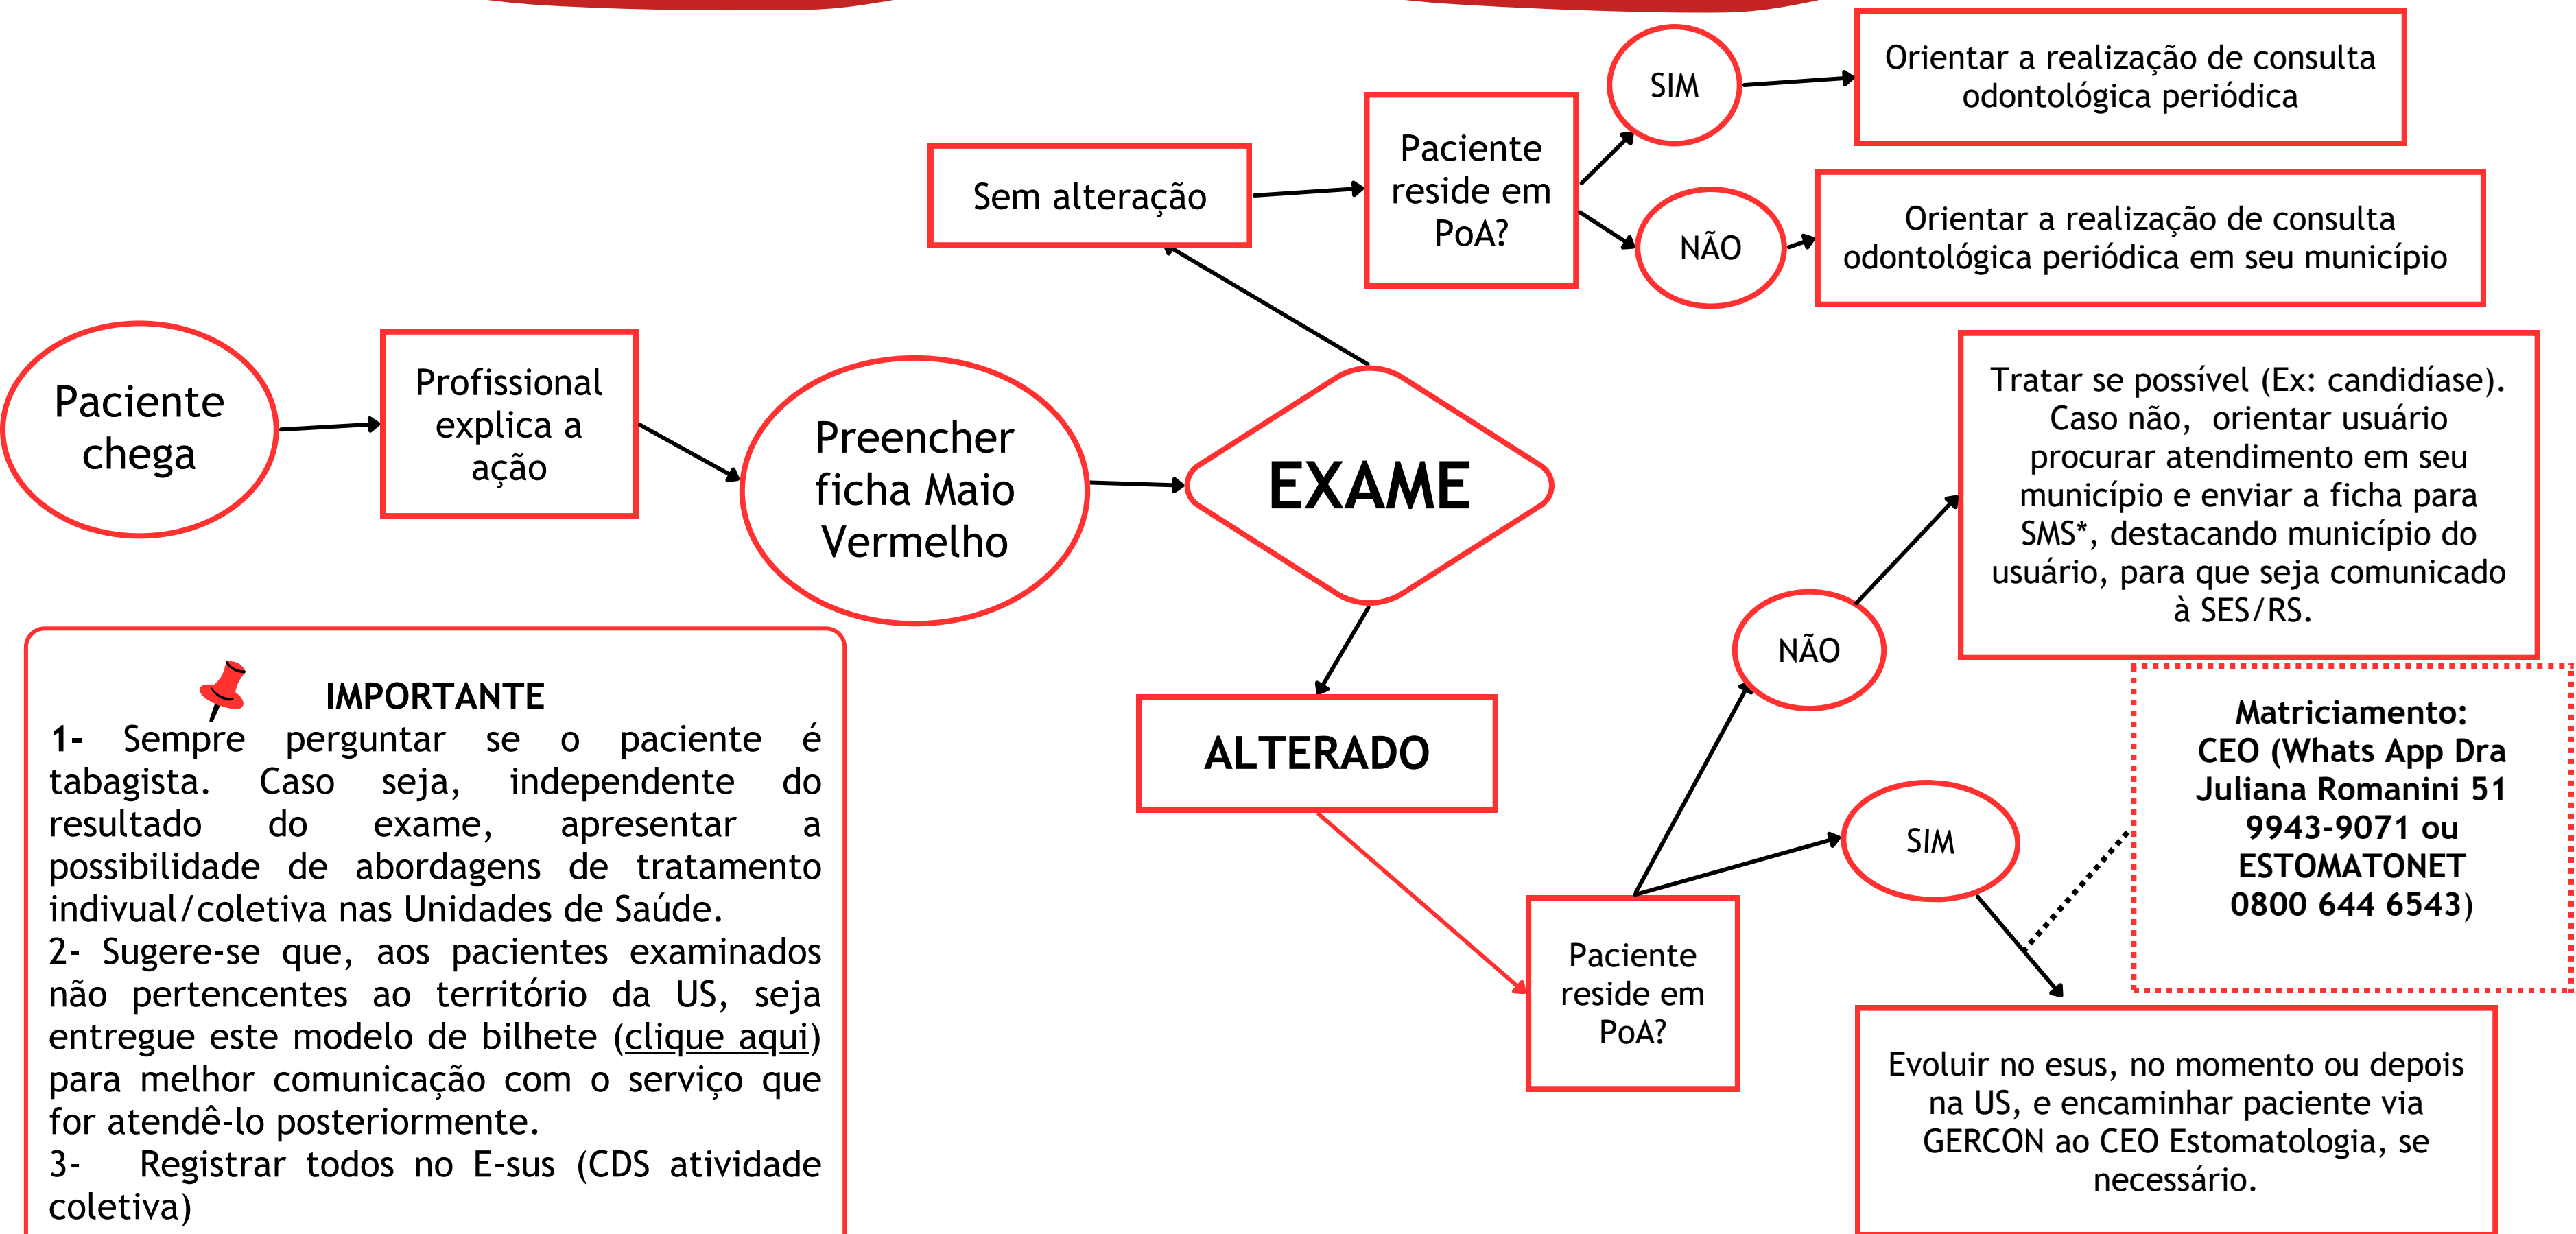 Paciente
chega
Profissional
explica a
ação
Preencher
ficha Maio
Vermelho
EXAME
Sem alteração
Paciente
reside em
PoA?
SIM
Orientar a realização de consulta
odontológica periódica
NÃO
Orientar a realização de consulta
odontológica periódica em seu município
ALTERADO
Paciente
reside em
PoA?
NÃO
Tratar se possível (Ex: candidíase).
Caso não, orientar usuário
procurar atendimento em seu
município e enviar a ficha para
SMS*, destacando município do
usuário, para que seja comunicado
à SES/RS.
SIM
Matriciamento:
CEO (Whats App Dra
Juliana Romanini 51
9943-9071 ou
ESTOMATONET
0800 644 6543)
Evoluir no esus, no momento ou depois
na US, e encaminhar paciente via
GERCON ao CEO Estomatologia, se
necessário.
IMPORTANTE
1- Sempre perguntar se o paciente é
tabagista. Caso seja, independente do
resultado do exame, apresentar a
possibilidade de abordagens de tratamento
indivual/coletiva nas Unidades de Saúde.
2- Sugere-se que, aos pacientes examinados
não pertencentes ao território da US, seja
entregue este modelo de bilhete (clique aqui)
para melhor comunicação com o serviço que
for atendê-lo posteriormente.
3- Registrar todos no E-sus (CDS atividade
coletiva)